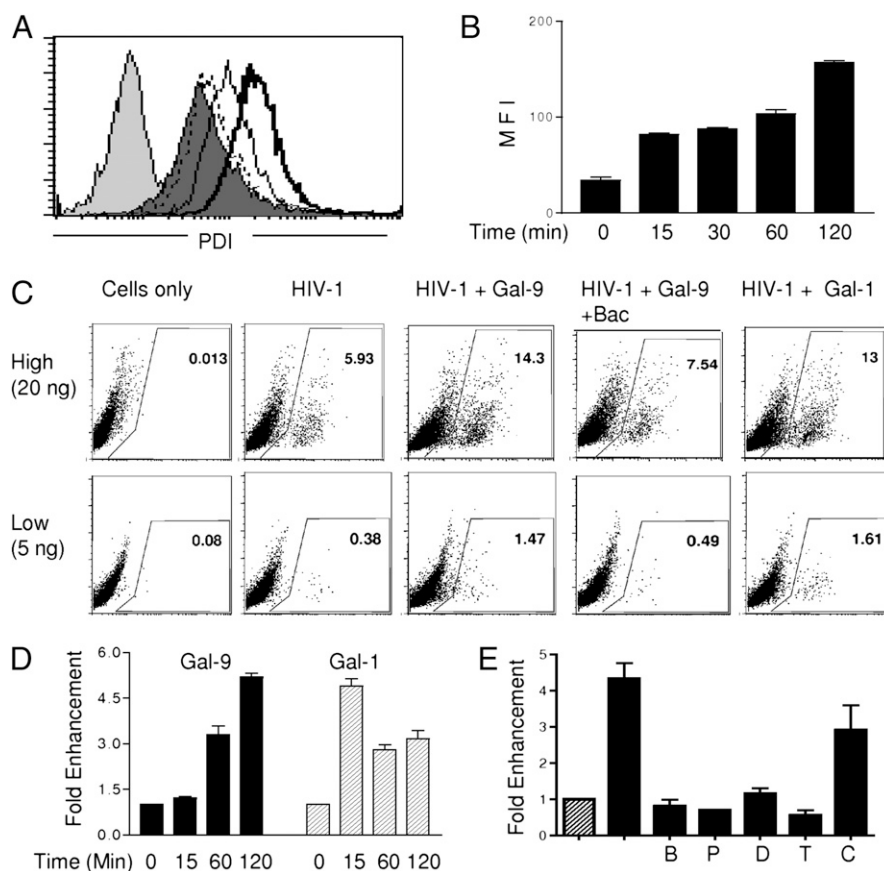 A
PDI
B
200
100
0
M F I
Time (min)
0 15 30 60 120
C
Cells only
HIV-1
HIV-1 + Gal-9
HIV-1 + Gal-9
+Bac
HIV-1 + Gal-1
High
(20 ng)
0.013
5.93
14.3
7.54
13
Low
(5 ng)
0.08
0.38
1.47
0.49
1.61
D
Gal-9
Gal-1
6.0
4.5
3.0
1.5
0.0
Fold Enhancement
Time (Min)
0 15 60 120
0 15 60 120
E
5
4
3
2
1
0
Fold Enhancement
B P D T C